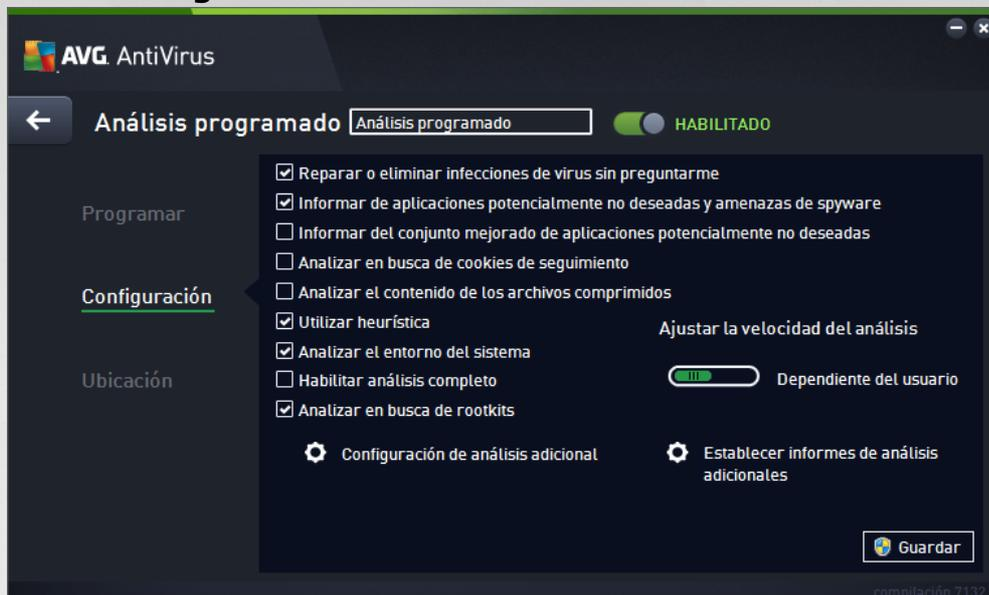 AVG. AntiVirus
Análisis programado
Análisis programado
HABILITADO
Programar
Configuración
Ubicación
Reparar o eliminar infecciones de virus sin preguntarme
Informar de aplicaciones potencialmente no deseadas y amenazas de spyware
Informar del conjunto mejorado de aplicaciones potencialmente no deseadas
Analizar en busca de cookies de seguimiento
Analizar el contenido de los archivos comprimidos
Utilizar heurística
Analizar el entorno del sistema
Habilitar análisis completo
Analizar en busca de rootkits
Ajustar la velocidad del análisis
Dependiente del usuario
Configuración de análisis adicional
Establecer informes de análisis
adicionales
Guardar
compilación 7132